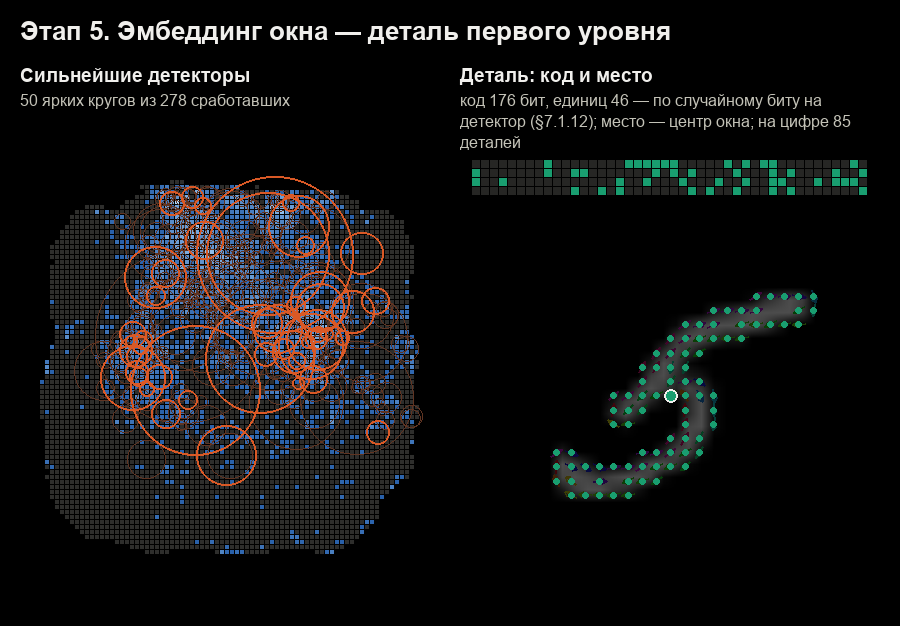 Этап 5. Эмбеддинг окна — деталь первого уровня
Сильнейшие детекторы
50 ярких кругов из 278 сработавших
Деталь: код и место
код 176 бит, единиц 46 — по случайному биту на
детектор (§7.1.12); место — центр окна; на цифре 85
деталей